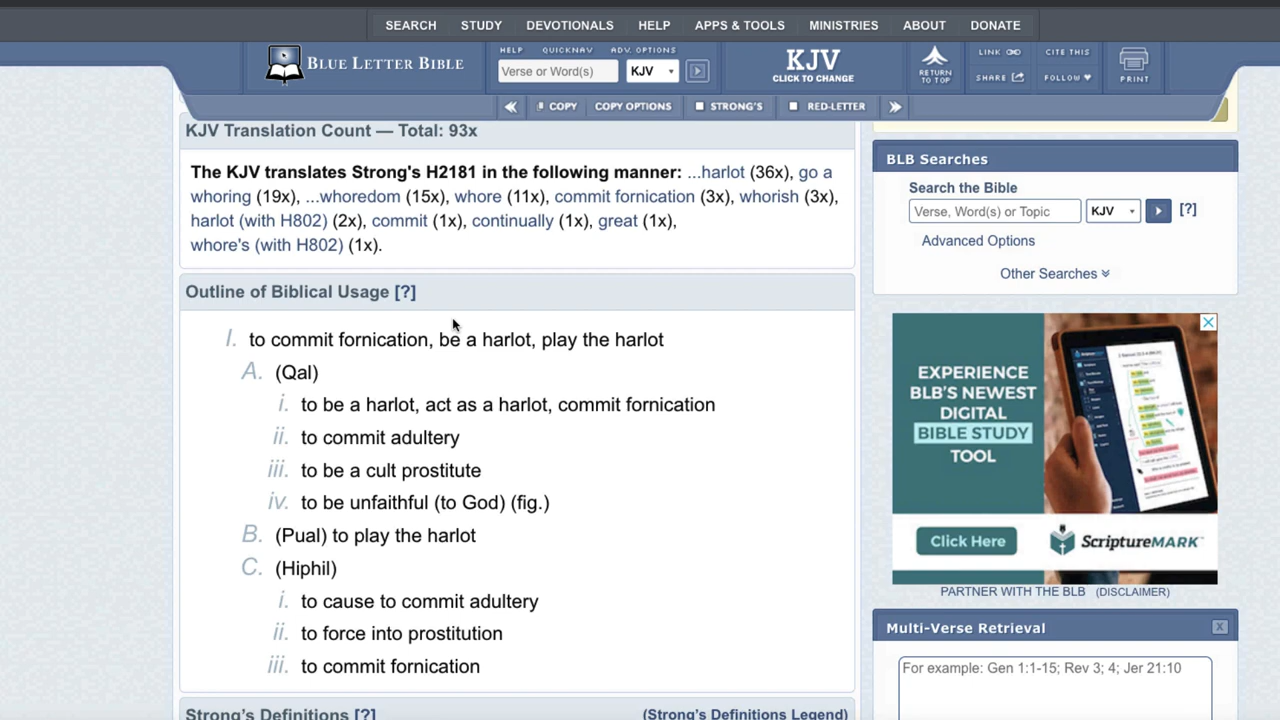 SEARCH STUDY DEVOTIONALS HELP APPS & TOOLS MINISTRIES ABOUT DONATE
BLUE LETTER BIBLE
HELP QUICKNAV ADV. OPTIONS
Verse or Word(s) KJV
KJV
CLICK TO CHANGE
RETURN
TO TOP
LINK CITE THIS
SHARE FOLLOW
PRINT
COPY COPY OPTIONS STRONG'S RED-LETTER
KJV Translation Count — Total: 93x
The KJV translates Strong's H2181 in the following manner: ...harlot (36x), go a
whoring (19x), ...whoredom (15x), whore (11x), commit fornication (3x), whorish (3x),
harlot (with H802) (2x), commit (1x), continually (1x), great (1x),
whore's (with H802) (1x).
Outline of Biblical Usage [?]
I. to commit fornication, be a harlot, play the harlot
A. (Qal)
i. to be a harlot, act as a harlot, commit fornication
ii. to commit adultery
iii. to be a cult prostitute
iv. to be unfaithful (to God) (fig.)
B. (Pual) to play the harlot
C. (Hiphil)
i. to cause to commit adultery
ii. to force into prostitution
iii. to commit fornication
Strong's Definitions [?] (Strong's Definitions Legend)
BLB Searches
Search the Bible
Verse, Word(s) or Topic KJV [?]
Advanced Options
Other Searches
EXPERIENCE
BLB'S NEWEST
DIGITAL
BIBLE STUDY
TOOL
Click Here ScriptureMARK
PARTNER WITH THE BLB (DISCLAIMER)
Multi-Verse Retrieval X
For example: Gen 1:1-15; Rev 3; 4; Jer 21:10